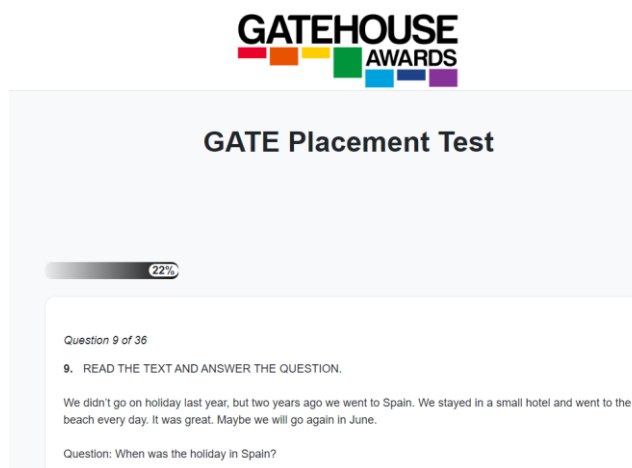 GATEHOUSE
AWARDS
GATE Placement Test
22%
Question 9 of 36
9. READ THE TEXT AND ANSWER THE QUESTION.
We didn't go on holiday last year, but two years ago we went to Spain. We stayed in a small hotel and went to the
beach every day. It was great. Maybe we will go again in June.
Question: When was the holiday in Spain?